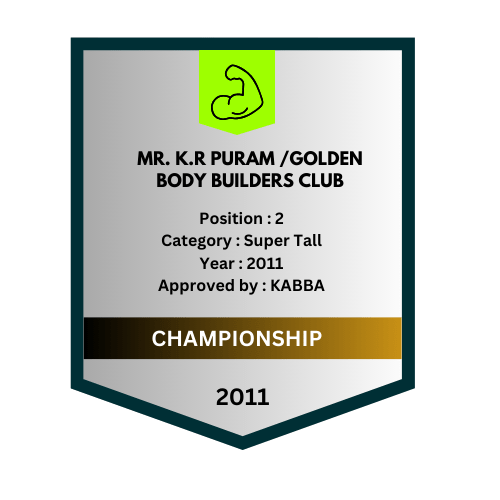 MR. K.R PURAM /GOLDEN
BODY BUILDERS CLUB
Position : 2
Category : Super Tall
Year : 2011
Approved by : KABBA
CHAMPIONSHIP
2011